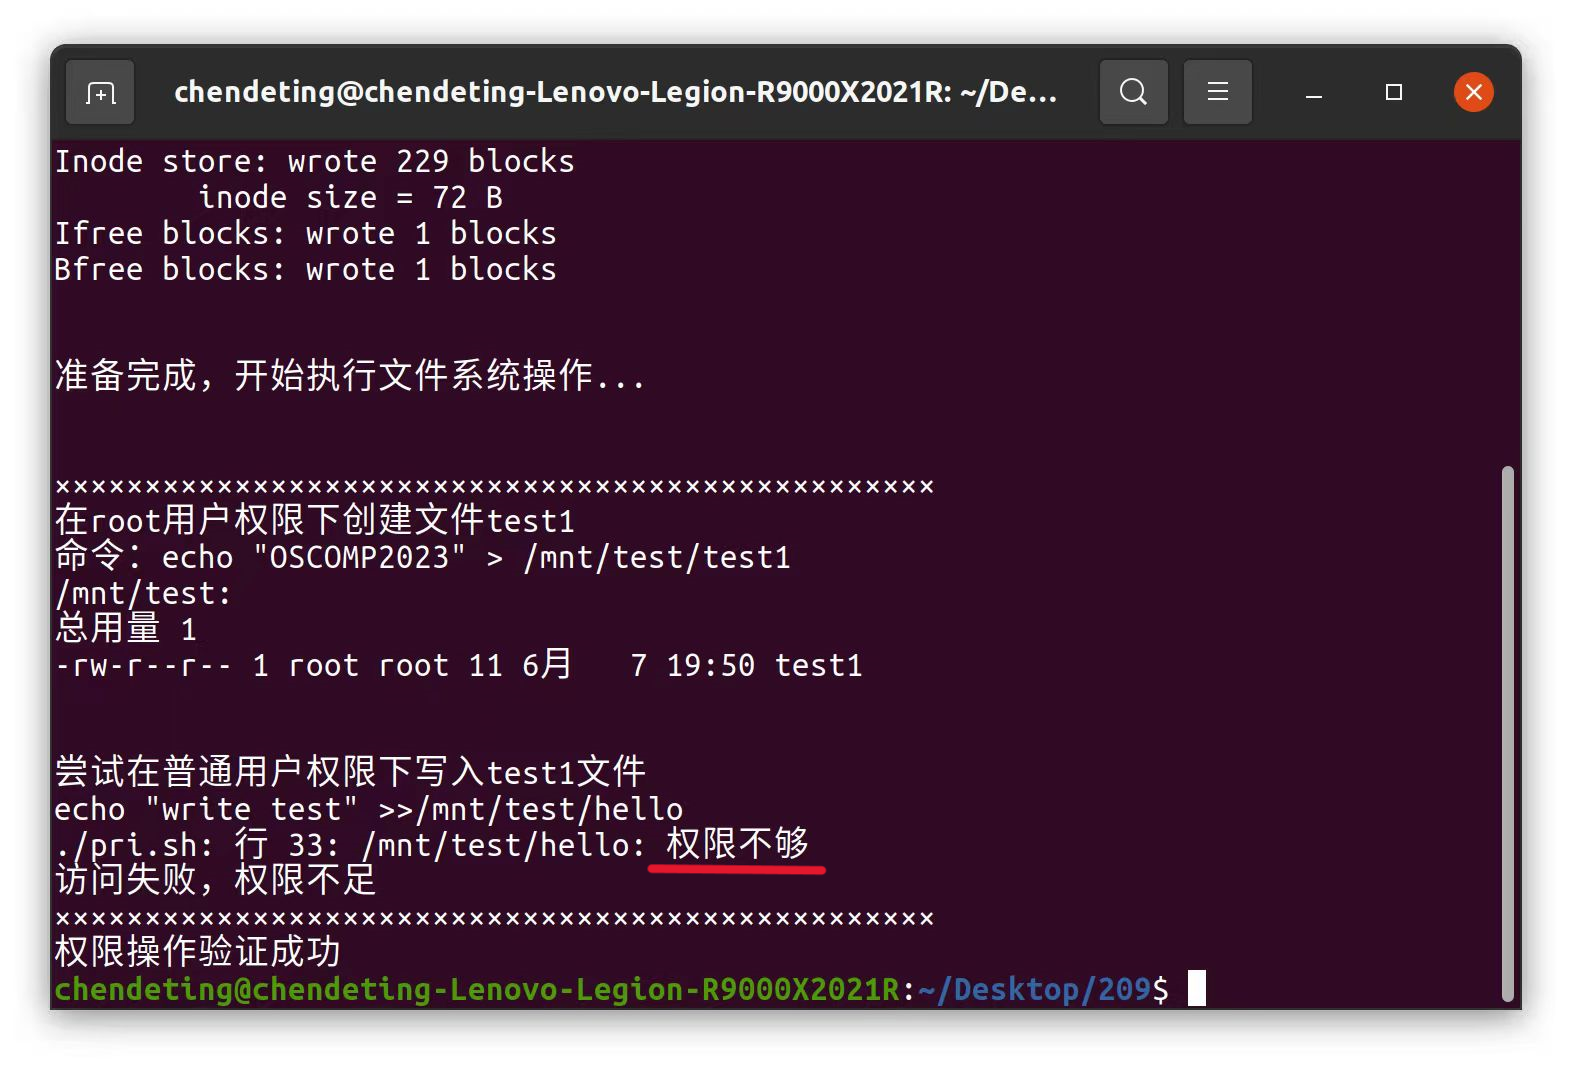 chendeting@chendeting-Lenovo-Legion-R9000X2021R: ~/De...
Inode store: wrote 229 blocks
inode size = 72 B
Ifree blocks: wrote 1 blocks
Bfree blocks: wrote 1 blocks
准备完成，开始执行文件系统操作...
×××××××××××××××××××××××××××××××××××××××××××××××××
在root用户权限下创建文件test1
命令：echo "OSCOMP2023" > /mnt/test/test1
/mnt/test:
总用量 1
-rw-r--r-- 1 root root 11 6月   7 19:50 test1
尝试在普通用户权限下写入test1文件
echo "write test" >>/mnt/test/hello
./pri.sh: 行 33: /mnt/test/hello: 权限不够
访问失败，权限不足
×××××××××××××××××××××××××××××××××××××××××××××××××
权限操作验证成功
chendeting@chendeting-Lenovo-Legion-R9000X2021R:~/Desktop/209$